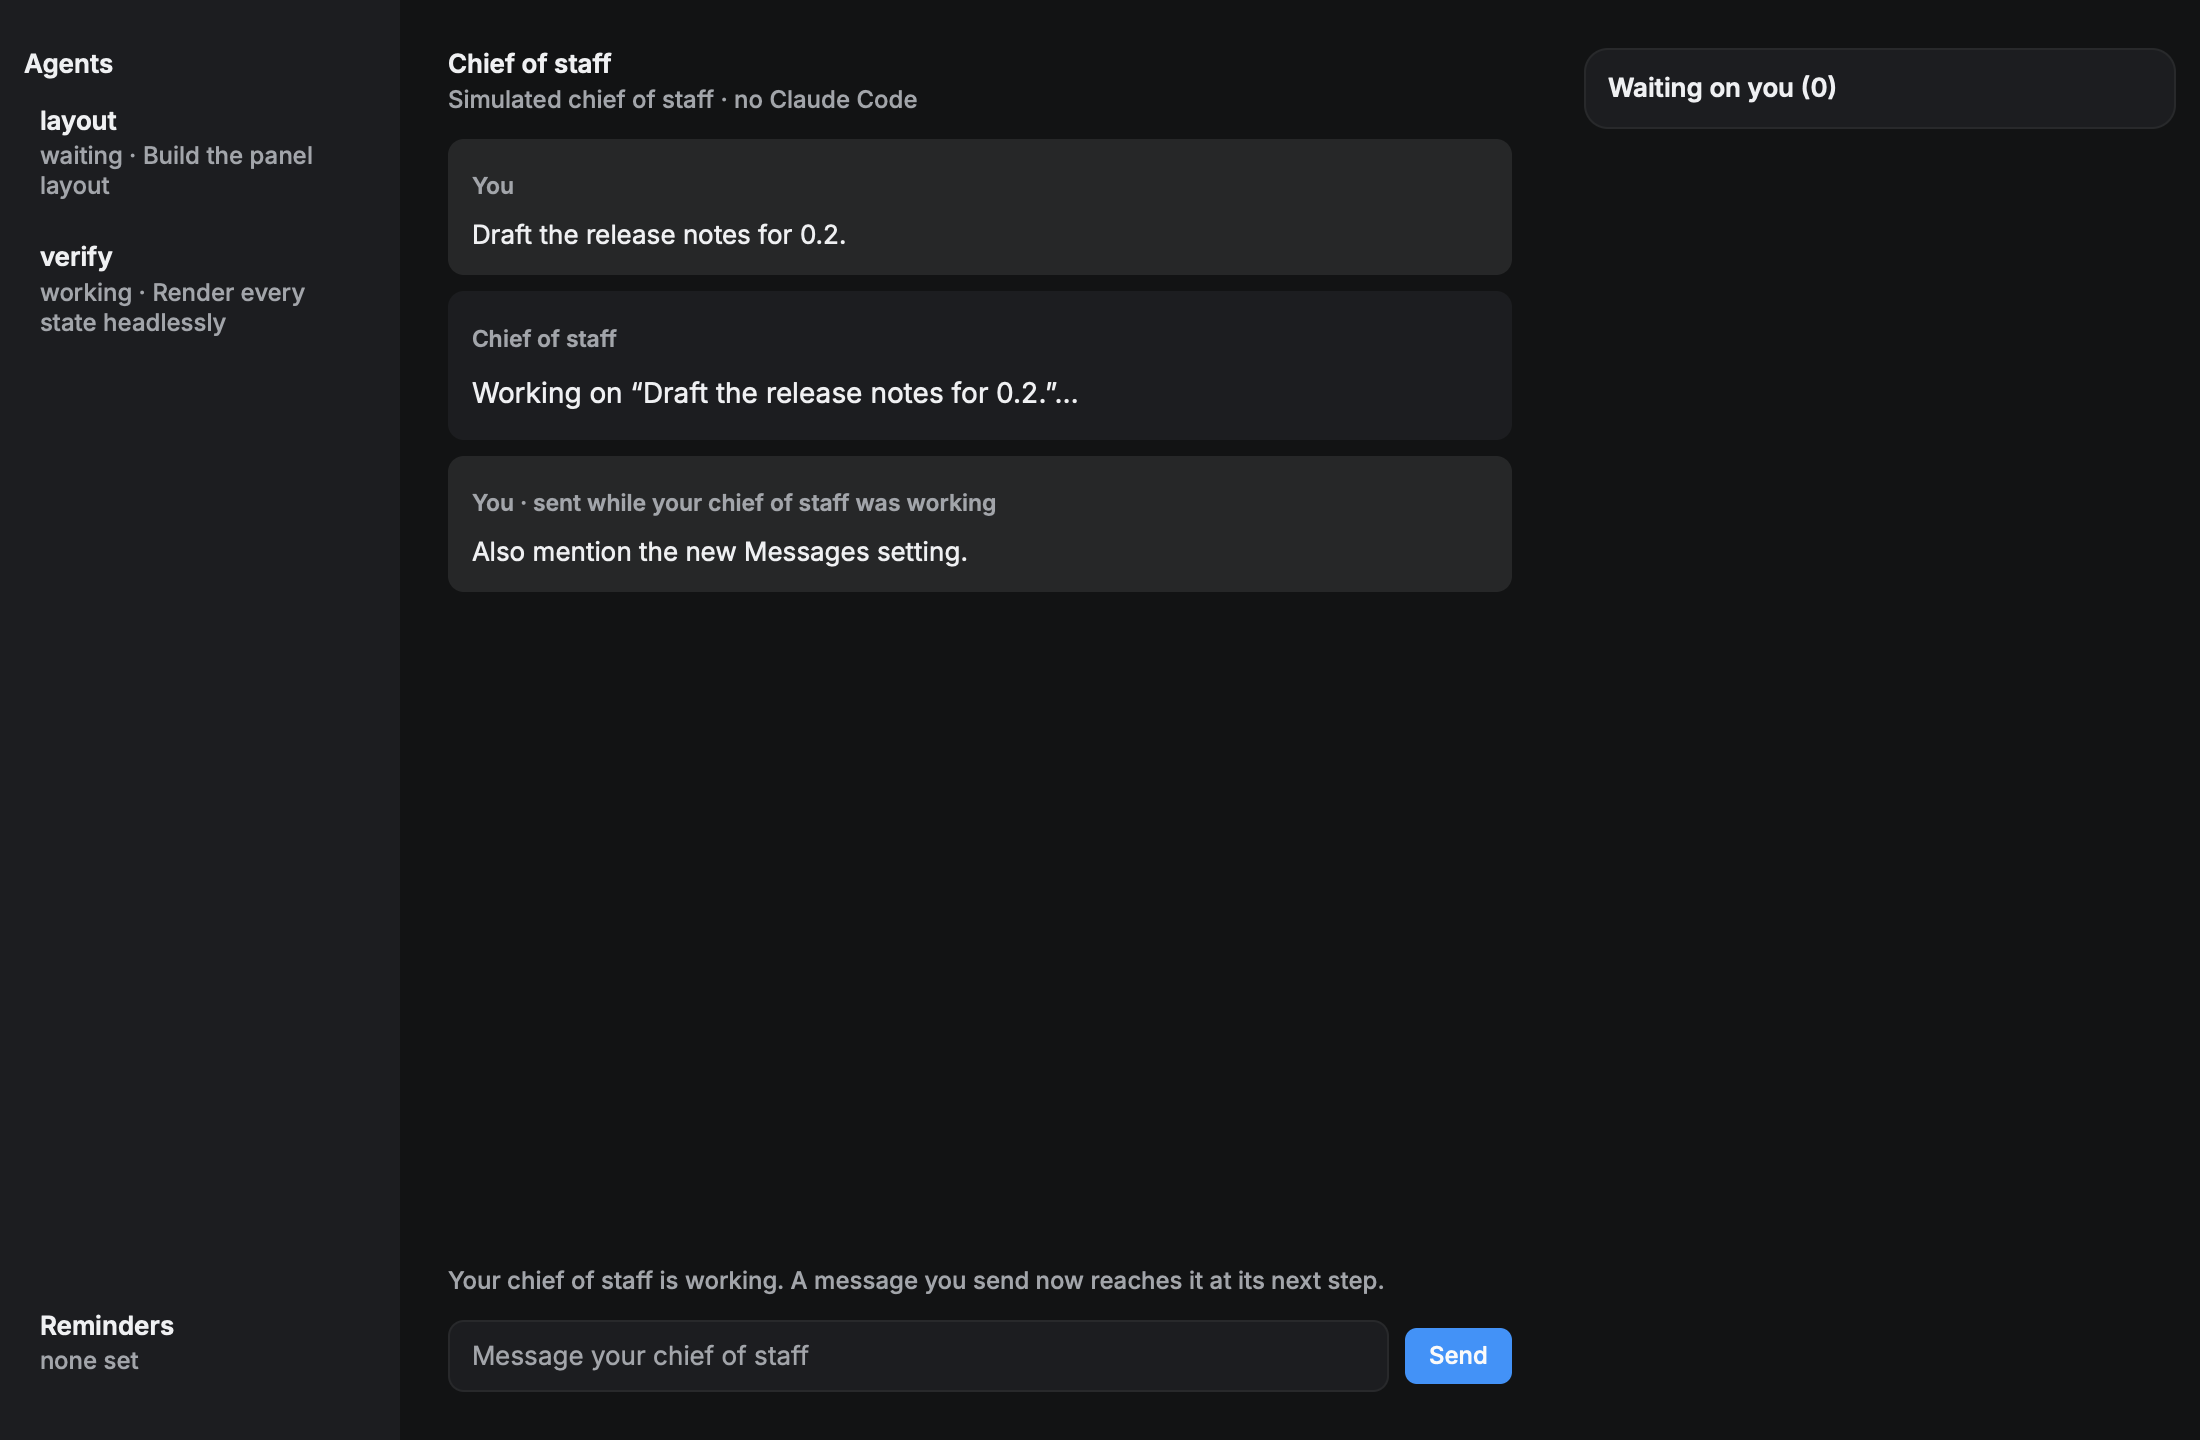 Agents
layout
waiting · Build the panel
layout
verify
working · Render every
state headlessly
Reminders
none set
Chief of staff
Simulated chief of staff · no Claude Code
You
Draft the release notes for 0.2.
Chief of staff
Working on “Draft the release notes for 0.2.”…
You · sent while your chief of staff was working
Also mention the new Messages setting.
Your chief of staff is working. A message you send now reaches it at its next step.
Message your chief of staff
Send
Waiting on you (0)